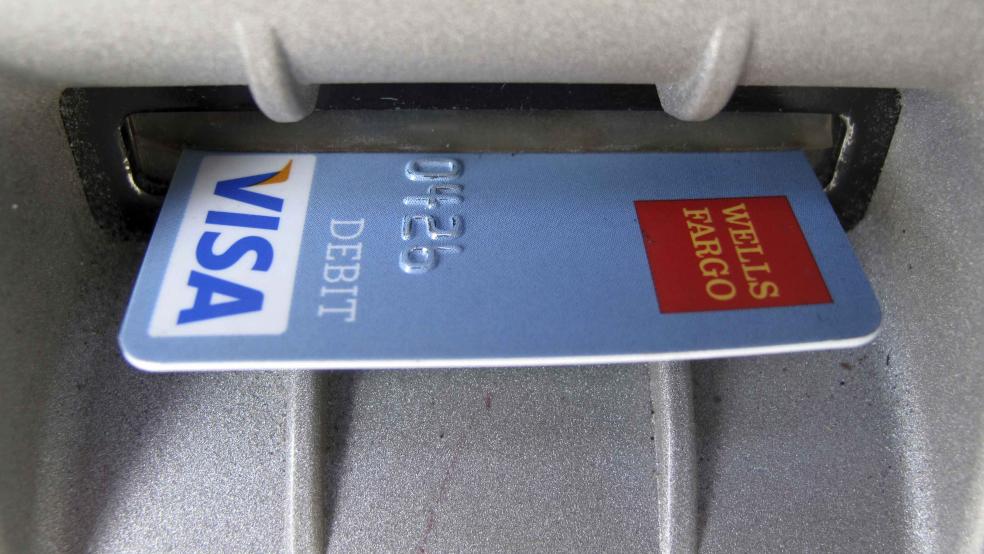 WELLS
FARGO
0426
DEBIT
VISA